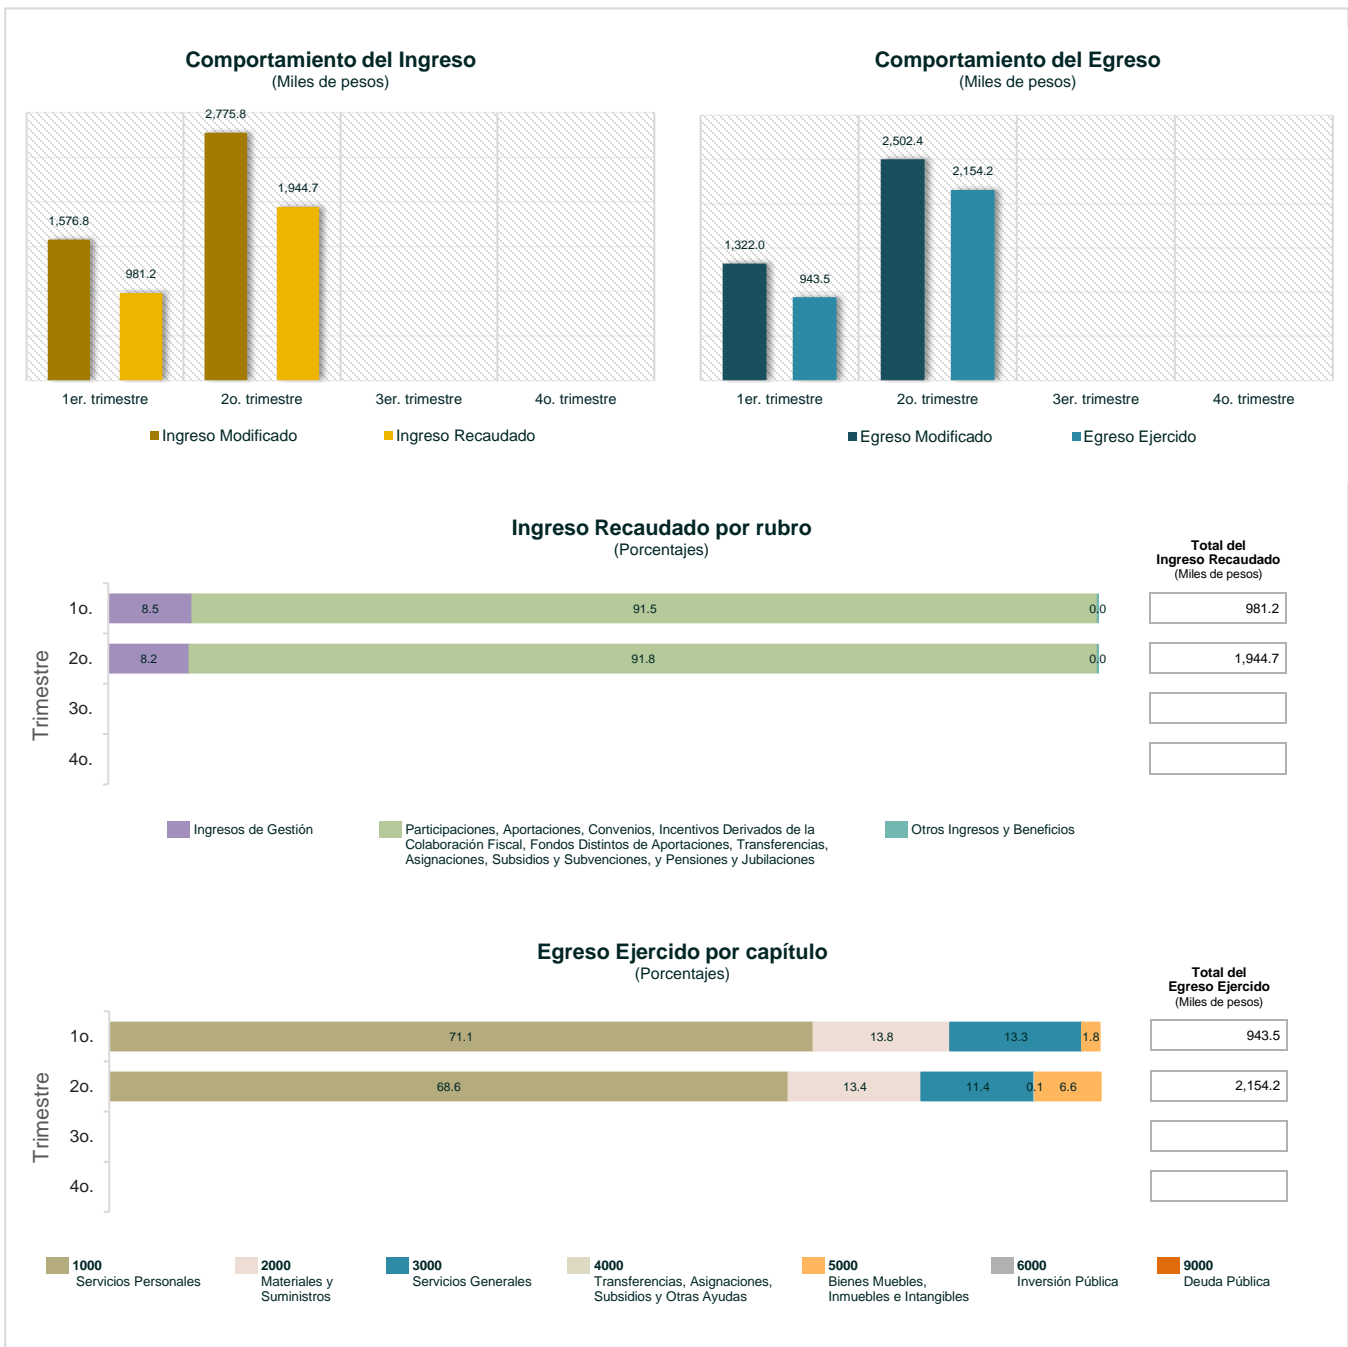 Comportamiento del Ingreso
(Miles de pesos)
2,775.8
1,944.7
1,576.8
981.2
1er. trimestre
2o. trimestre
3er. trimestre
4o. trimestre
Ingreso Modificado
Ingreso Recaudado
Comportamiento del Egreso
(Miles de pesos)
2,502.4
2,154.2
1,322.0
943.5
1er. trimestre
2o. trimestre
3er. trimestre
4o. trimestre
Egreso Modificado
Egreso Ejercido
Ingreso Recaudado por rubro
(Porcentajes)
Total del
Ingreso Recaudado
(Miles de pesos)
Trimestre
1o.
8.5
91.5
0.0
981.2
2o.
8.2
91.8
0.0
1,944.7
3o.
4o.
Ingresos de Gestión
Participaciones, Aportaciones, Convenios, Incentivos Derivados de la
Colaboración Fiscal, Fondos Distintos de Aportaciones, Transferencias,
Asignaciones, Subsidios y Subvenciones, y Pensiones y Jubilaciones
Otros Ingresos y Beneficios
Egreso Ejercido por capítulo
(Porcentajes)
Total del
Egreso Ejercido
(Miles de pesos)
Trimestre
1o.
71.1
13.8
13.3
1.8
943.5
2o.
68.6
13.4
11.4
0.1
6.6
2,154.2
3o.
4o.
1000
Servicios Personales
2000
Materiales y
Suministros
3000
Servicios Generales
4000
Transferencias, Asignaciones,
Subsidios y Otras Ayudas
5000
Bienes Muebles,
Inmuebles e Intangibles
6000
Inversión Pública
9000
Deuda Pública